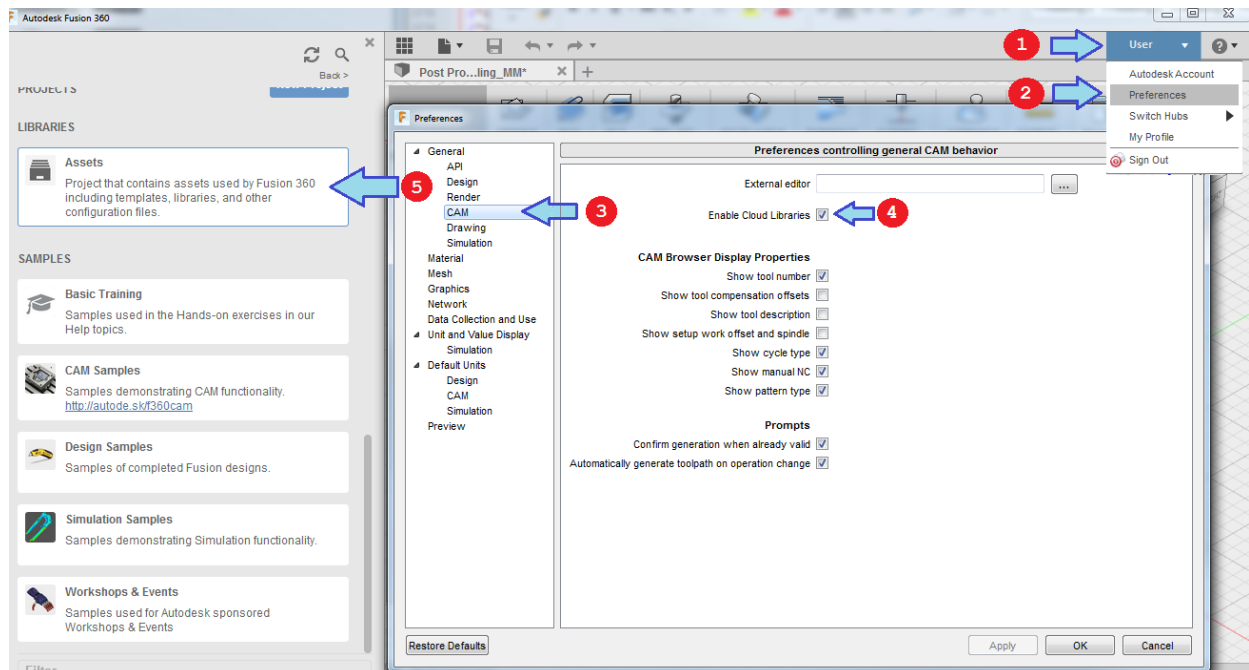 Autodesk Fusion 360
Back >
PROJECTS
LIBRARIES
Assets
Project that contains assets used by Fusion 360
including templates, libraries, and other
configuration files.
5
SAMPLES
Basic Training
Samples used in the Hands-on exercises in our
Help topics.
CAM Samples
Samples demonstrating CAM functionality.
http://autode.sk/f360cam
Design Samples
Samples of completed Fusion designs.
Simulation Samples
Samples demonstrating Simulation functionality.
Workshops & Events
Samples used for Autodesk sponsored
Workshops & Events
Filter
Post Pro...ling_MM*
1
User
2
Autodesk Account
Preferences
Switch Hubs
My Profile
Sign Out
Preferences
General
API
Design
Render
CAM
3
Drawing
Simulation
Material
Mesh
Graphics
Network
Data Collection and Use
Unit and Value Display
Simulation
Default Units
Design
CAM
Simulation
Preview
Preferences controlling general CAM behavior
External editor
...
Enable Cloud Libraries
4
CAM Browser Display Properties
Show tool number
Show tool compensation offsets
Show tool description
Show setup work offset and spindle
Show cycle type
Show manual NC
Show pattern type
Prompts
Confirm generation when already valid
Automatically generate toolpath on operation change
Restore Defaults
Apply
OK
Cancel